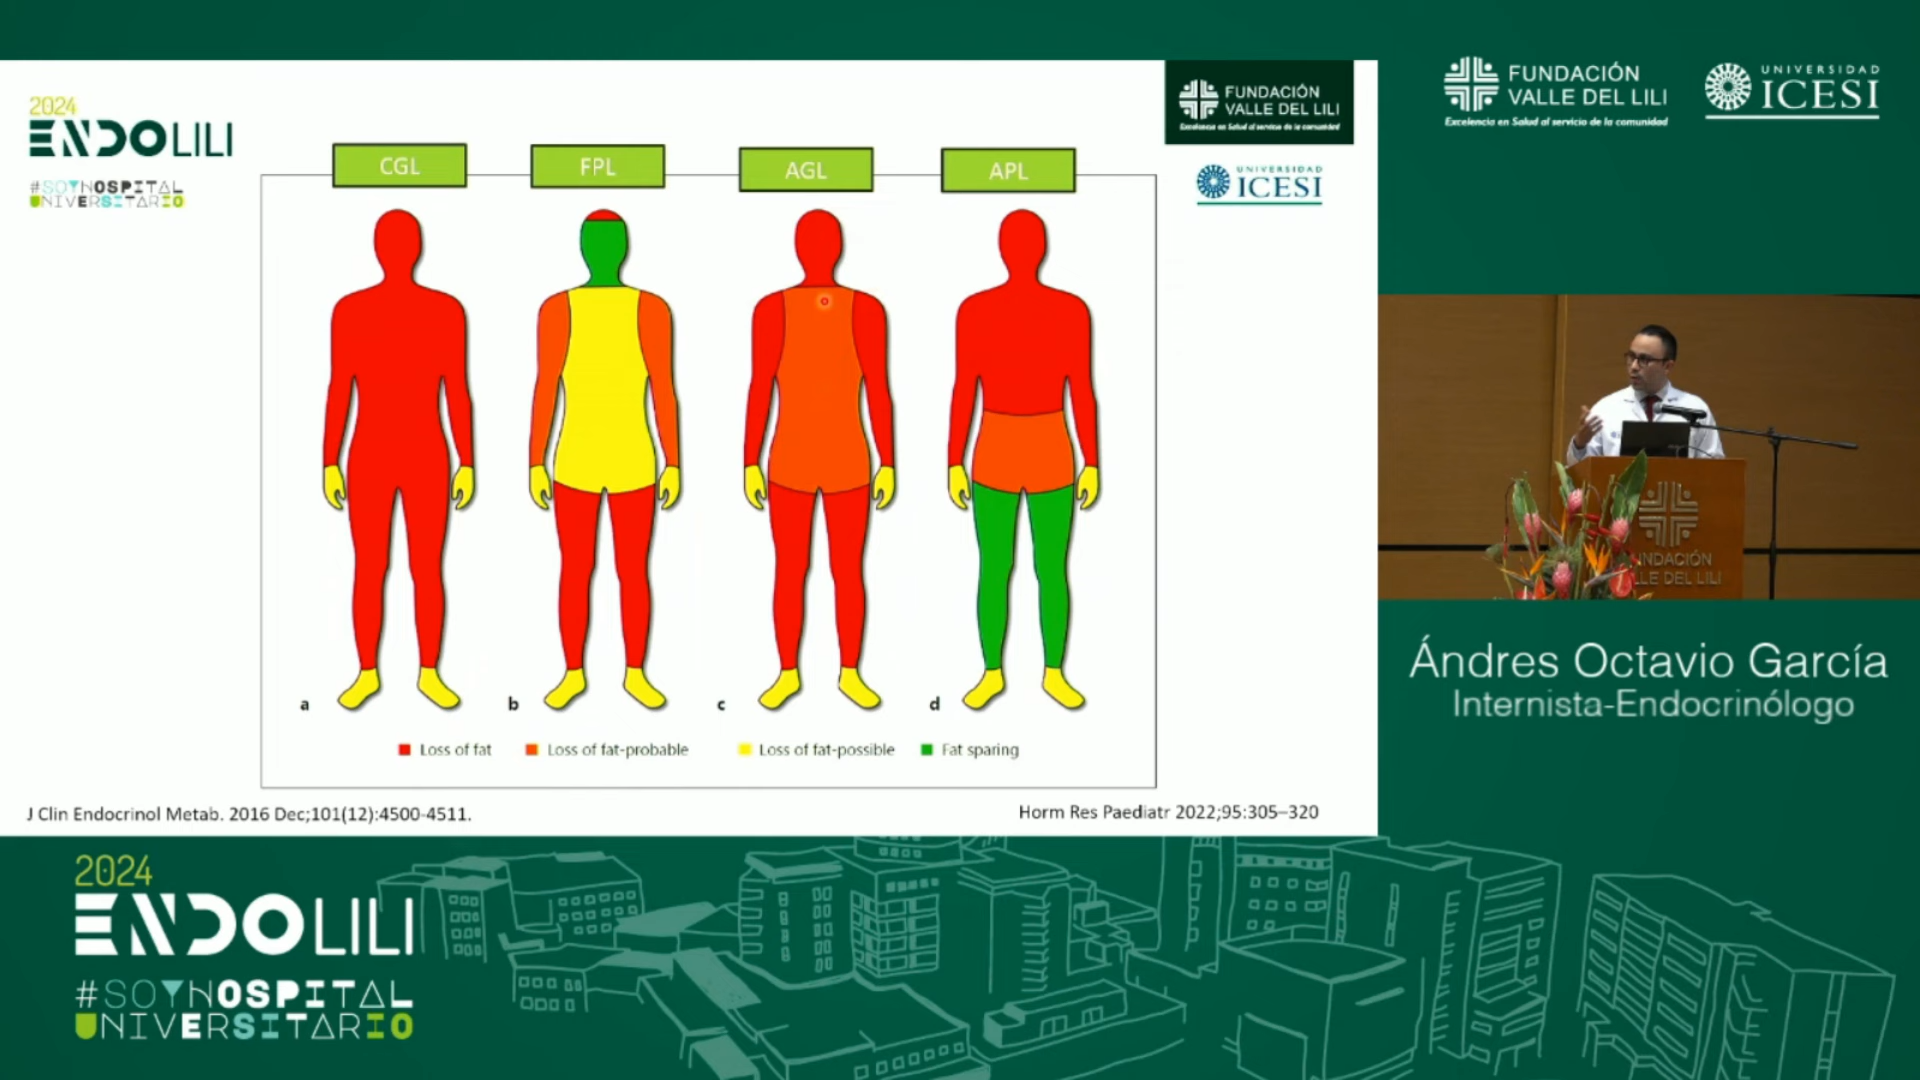 2024
ENDOLILI
#SOYHOSPITAL
UNIVERSITARIO
FUNDACIÓN
VALLE DEL LILI
Excelencia en Salud al servicio de la comunidad
UNIVERSIDAD
ICESI
CGL
FPL
AGL
APL
a
b
c
d
Loss of fat
Loss of fat-probable
Loss of fat-possible
Fat sparing
J Clin Endocrinol Metab. 2016 Dec;101(12):4500-4511.
Horm Res Paediatr 2022;95:305–320
FUNDACIÓN
VALLE DEL LILI
Excelencia en Salud al servicio de la comunidad
UNIVERSIDAD
ICESI
Ándres Octavio García
Internista-Endocrinólogo
2024
ENDOLILI
#SOYHOSPITAL
UNIVERSITARIO